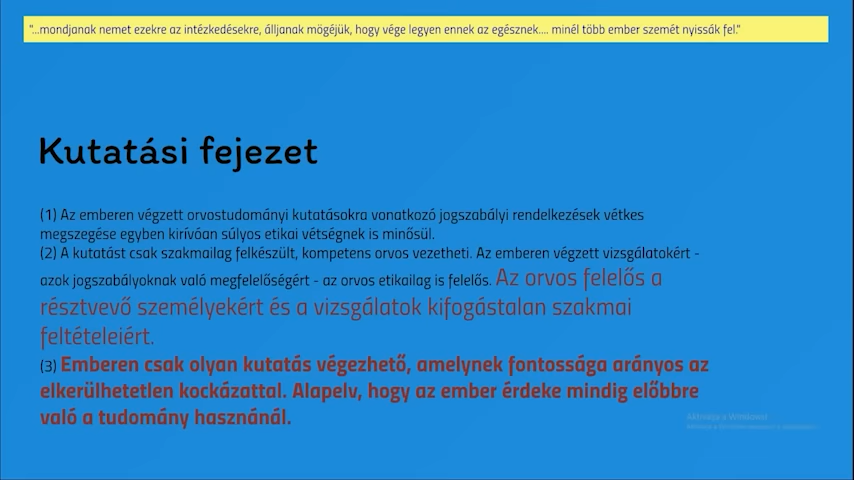 "...mondjanak nemet ezekre az intézkedésekre, álljanak mögéjük, hogy vége legyen ennek az egésznek.... minél több ember szemét nyissák fel."
Kutatási fejezet
(1) Az emberen végzett orvostudományi kutatásokra vonatkozó jogszabályi rendelkezések vétkes
megszegése egyben kirívóan súlyos etikai vétségnek is minősül.
(2) A kutatást csak szakmailag felkészült, kompetens orvos vezetheti. Az emberen végzett vizsgálatokért -
azok jogszabályoknak való megfelelőségéért - az orvos etikailag is felelős. Az orvos felelős a
résztvevő személyekért és a vizsgálatok kifogástalan szakmai
feltételeiért.
(3) Emberen csak olyan kutatás végezhető, amelynek fontossága arányos az
elkerülhetetlen kockázattal. Alapelv, hogy az ember érdeke mindig előbbre
való a tudomány hasznánál.
Aktiválja a Windowst